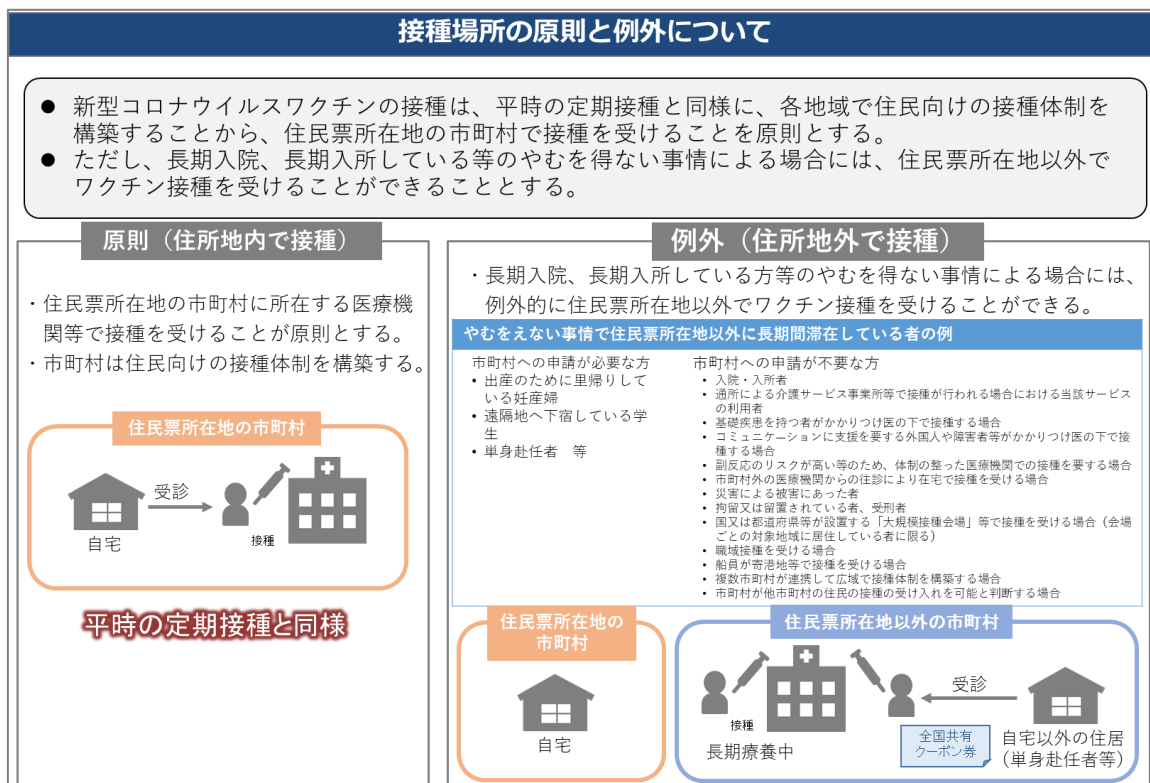 接種場所の原則と例外について
● 新型コロナウイルスワクチンの接種は、平時の定期接種と同様に、各地域で住民向けの接種体制を
構築することから、住民票所在地の市町村で接種を受けることを原則とする。
● ただし、長期入院、長期入所している等のやむを得ない事情による場合には、住民票所在地以外で
ワクチン接種を受けることができることとする。
原則（住所地内で接種）
・住民票所在地の市町村に所在する医療機
関等で接種を受けることが原則とする。
・市町村は住民向けの接種体制を構築する。
住民票所在地の市町村
受診
自宅
接種
平時の定期接種と同様
例外（住所地外で接種）
・長期入院、長期入所している方等のやむを得ない事情による場合には、
例外的に住民票所在地以外でワクチン接種を受けることができる。
やむをえない事情で住民票所在地以外に長期間滞在している者の例
市町村への申請が必要な方
• 出産のために里帰りして
いる妊産婦
• 遠隔地へ下宿している学
生
• 単身赴任者　等
市町村への申請が不要な方
• 入院・入所者
• 通所による介護サービス事業所等で接種が行われる場合における当該サービス
の利用者
• 基礎疾患を持つ者がかかりつけ医の下で接種する場合
• コミュニケーションに支援を要する外国人や障害者等がかかりつけ医の下で接
種する場合
• 副反応のリスクが高い等のため、体制の整った医療機関での接種を要する場合
• 市町村外の医療機関からの往診により在宅で接種を受ける場合
• 災害による被害にあった者
• 拘留又は留置されている者、受刑者
• 国又は都道府県等が設置する「大規模接種会場」等で接種を受ける場合（会場
ごとの対象地域に居住している者に限る）
• 職域接種を受ける場合
• 船員が寄港地等で接種を受ける場合
• 複数市町村が連携して広域で接種体制を構築する場合
• 市町村が他市町村の住民の接種の受け入れを可能と判断する場合
住民票所在地の
市町村
自宅
住民票所在地以外の市町村
接種
長期療養中
受診
全国共有
クーポン券
自宅以外の住居
（単身赴任者等）